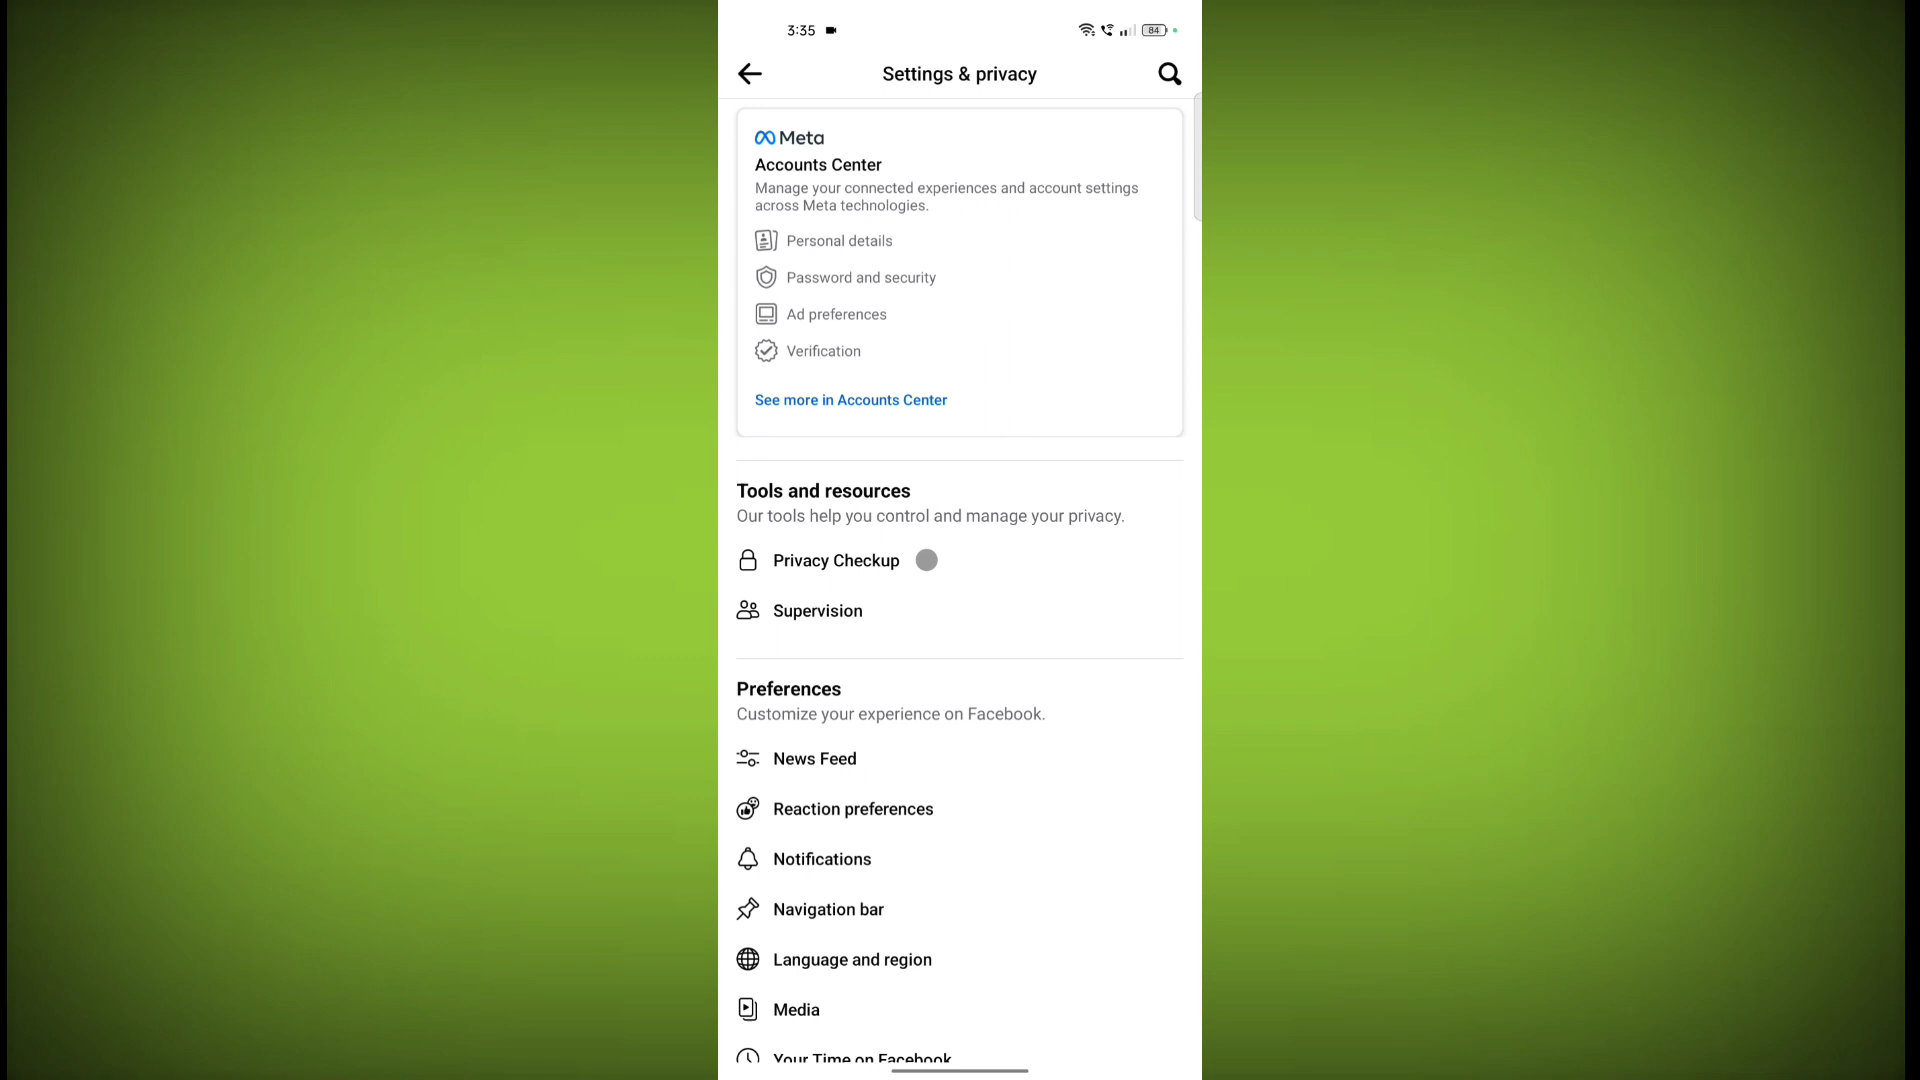 3:35
84
Settings & privacy
Meta
Accounts Center
Manage your connected experiences and account settings
across Meta technologies.
Personal details
Password and security
Ad preferences
Verification
See more in Accounts Center
Tools and resources
Our tools help you control and manage your privacy.
Privacy Checkup
Supervision
Preferences
Customize your experience on Facebook.
News Feed
Reaction preferences
Notifications
Navigation bar
Language and region
Media
Your Time on Facebook